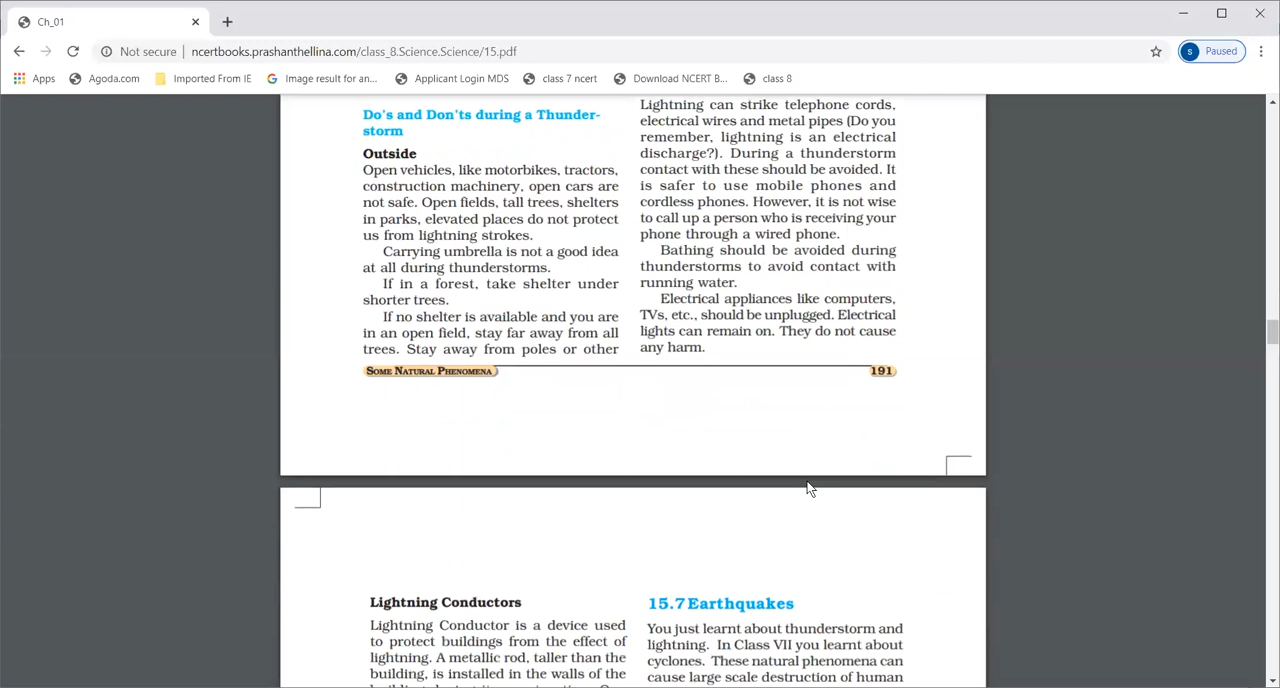 Ch_01
Not secure | ncertbooks.prashanthellina.com/class_8.Science.Science/15.pdf
s Paused
Apps Agoda.com Imported From IE Image result for an... Applicant Login MDS class 7 ncert Download NCERT B... class 8
Do's and Don'ts during a Thunder-
storm
Outside
Open vehicles, like motorbikes, tractors,
construction machinery, open cars are
not safe. Open fields, tall trees, shelters
in parks, elevated places do not protect
us from lightning strokes.
Carrying umbrella is not a good idea
at all during thunderstorms.
If in a forest, take shelter under
shorter trees.
If no shelter is available and you are
in an open field, stay far away from all
trees. Stay away from poles or other
Lightning can strike telephone cords,
electrical wires and metal pipes (Do you
remember, lightning is an electrical
discharge?). During a thunderstorm
contact with these should be avoided. It
is safer to use mobile phones and
cordless phones. However, it is not wise
to call up a person who is receiving your
phone through a wired phone.
Bathing should be avoided during
thunderstorms to avoid contact with
running water.
Electrical appliances like computers,
TVs, etc., should be unplugged. Electrical
lights can remain on. They do not cause
any harm.
SOME NATURAL PHENOMENA
191
Lightning Conductors
Lightning Conductor is a device used
to protect buildings from the effect of
lightning. A metallic rod, taller than the
building, is installed in the walls of the
15.7 Earthquakes
You just learnt about thunderstorm and
lightning. In Class VII you learnt about
cyclones. These natural phenomena can
cause large scale destruction of human